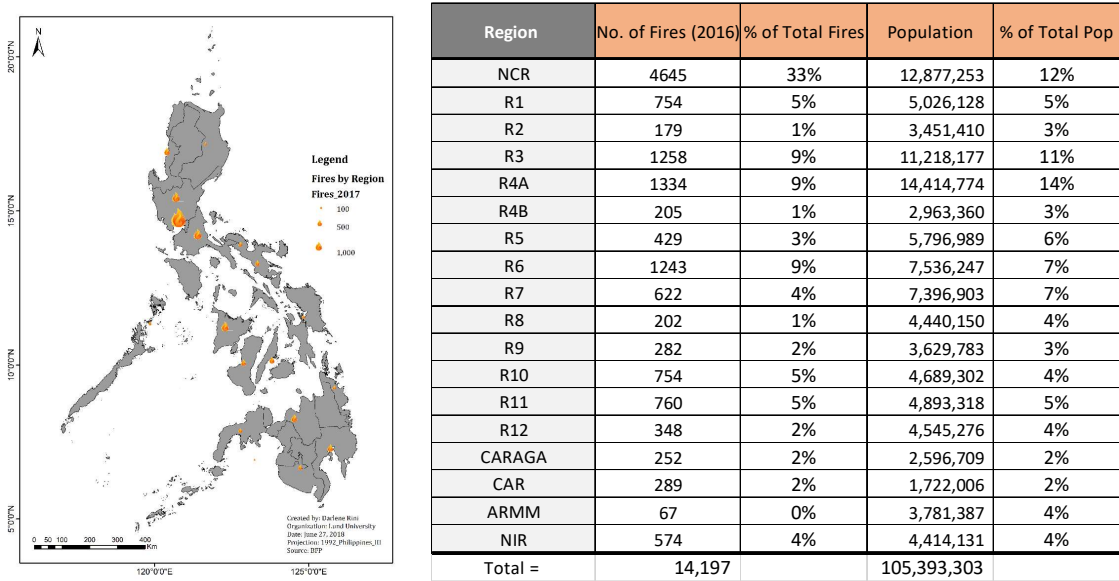 N
20°0'0"N
15°0'0"N
10°0'0"N
5°0'0"N
Legend
Fires by Region
Fires_2017
100
500
1,000
Created by: Darlene Rini
Organization: Lund University
Date: June 27, 2018
Projection: 1992_Philippines_III
Source: BFP
0 50 100 200 300 400
Km
120°0'0"E 125°0'0"E
Region No. of Fires (2016) % of Total Fires Population % of Total Pop
NCR 4645 33% 12,877,253 12%
R1 754 5% 5,026,128 5%
R2 179 1% 3,451,410 3%
R3 1258 9% 11,218,177 11%
R4A 1334 9% 14,414,774 14%
R4B 205 1% 2,963,360 3%
R5 429 3% 5,796,989 6%
R6 1243 9% 7,536,247 7%
R7 622 4% 7,396,903 7%
R8 202 1% 4,440,150 4%
R9 282 2% 3,629,783 3%
R10 754 5% 4,689,302 4%
R11 760 5% 4,893,318 5%
R12 348 2% 4,545,276 4%
CARAGA 252 2% 2,596,709 2%
CAR 289 2% 1,722,006 2%
ARMM 67 0% 3,781,387 4%
NIR 574 4% 4,414,131 4%
Total = 14,197 105,393,303